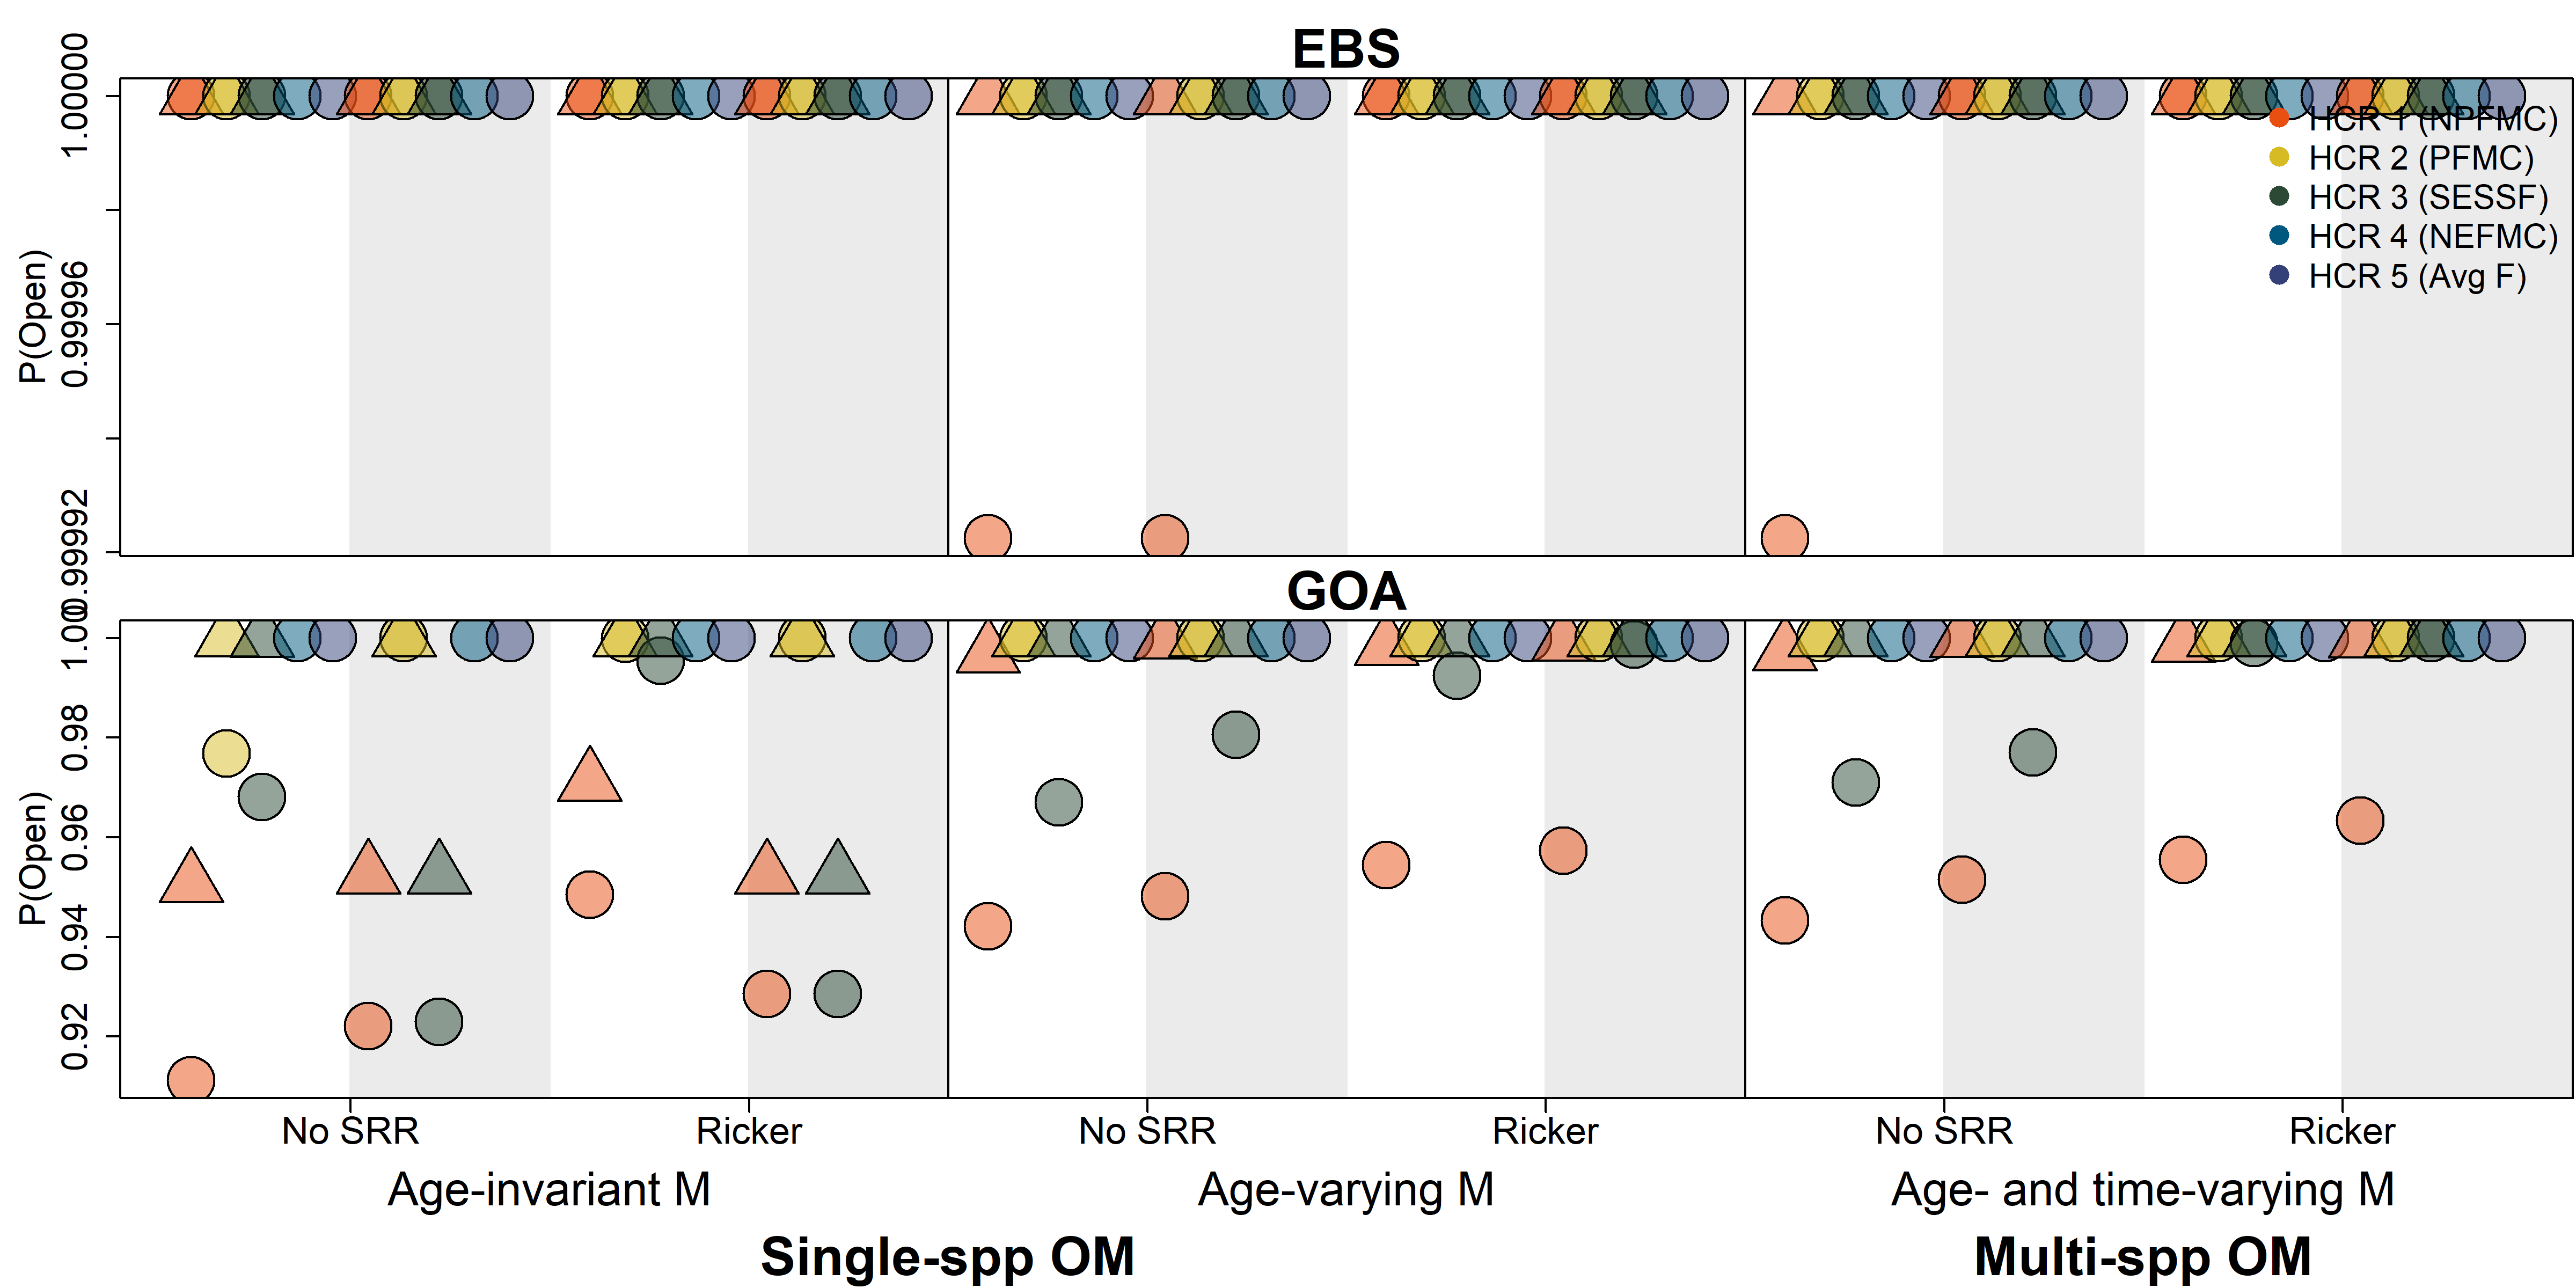 EBS
P(Open)
1.00000
0.99996
0.99992
HCR 1 (NPFMC)
HCR 2 (PFMC)
HCR 3 (SESSF)
HCR 4 (NEFMC)
HCR 5 (Avg F)
GOA
P(Open)
1.00
0.98
0.96
0.94
0.92
No SRR Ricker No SRR Ricker No SRR Ricker
Age-invariant M Age-varying M Age- and time-varying M
Single-spp OM Multi-spp OM